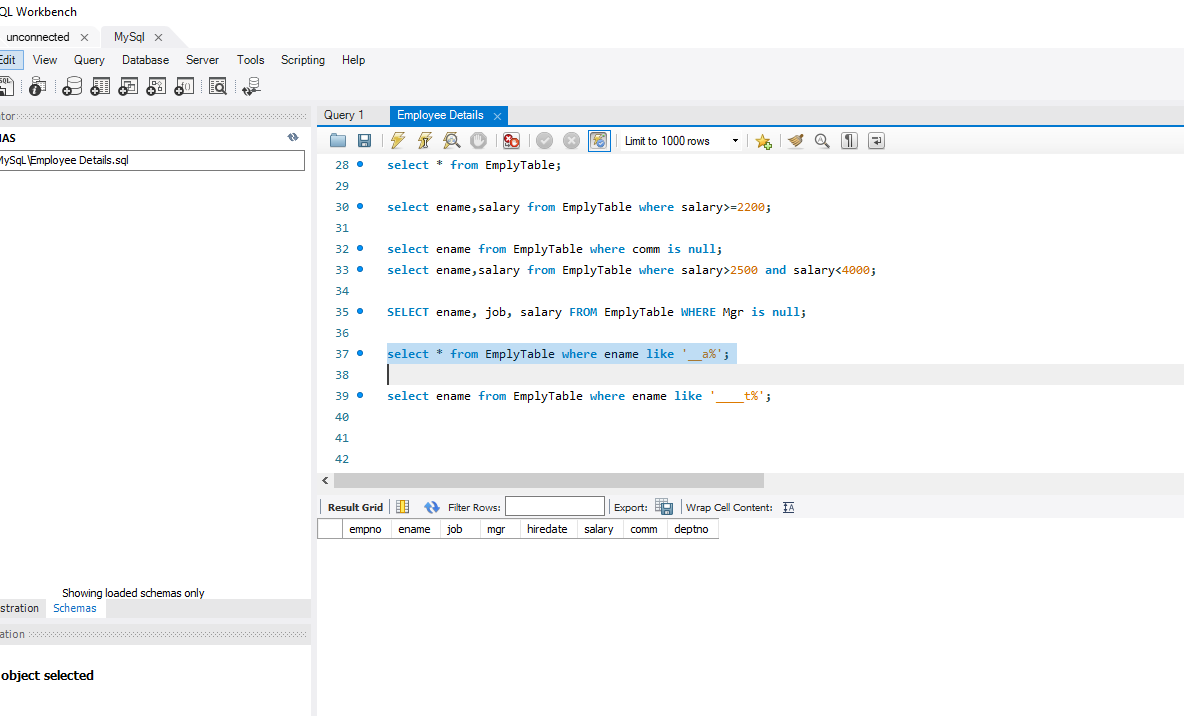 QL Workbench
unconnected
MySql
Edit View Query Database Server Tools Scripting Help
ator
MAS
MySqL\Employee Details.sql
Showing loaded schemas only
stration Schemas
ation
object selected
Query 1 Employee Details
Limit to 1000 rows
28 select * from EmplyTable;
29
30 select ename,salary from EmplyTable where salary>=2200;
31
32 select ename from EmplyTable where comm is null;
33 select ename,salary from EmplyTable where salary>2500 and salary<4000;
34
35 SELECT ename, job, salary FROM EmplyTable WHERE Mgr is null;
36
37 select * from EmplyTable where ename like '__a%';
38
39 select ename from EmplyTable where ename like '____t%';
40
41
42
Result Grid Filter Rows: Export: Wrap Cell Content:
empno ename job mgr hiredate salary comm deptno